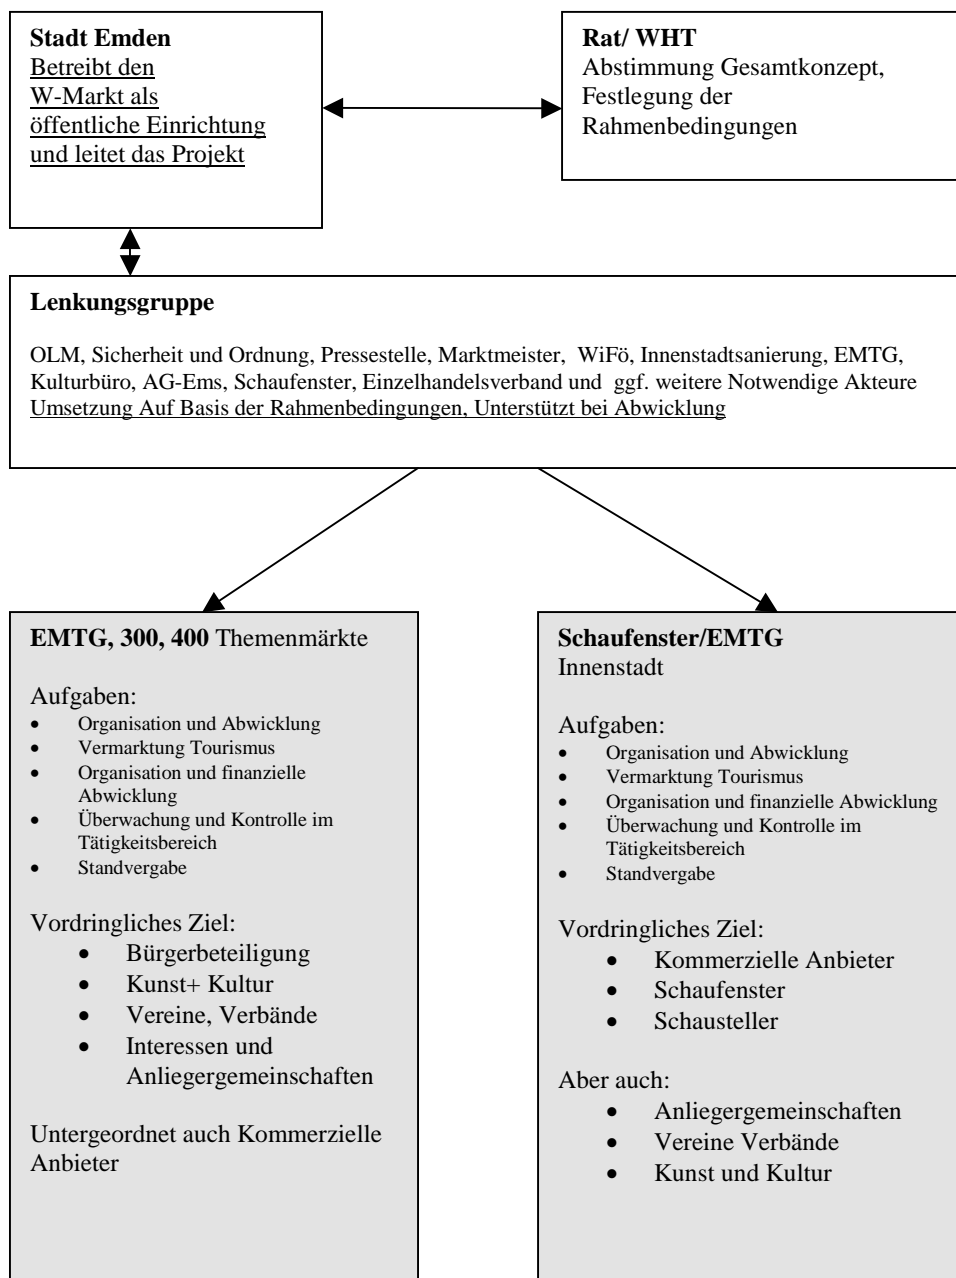 Stadt Emden
Betreibt den
W-Markt als
öffentliche Einrichtung
und leitet das Projekt
Rat/ WHT
Abstimmung Gesamtkonzept,
Festlegung der
Rahmenbedingungen
Lenkungsgruppe
OLM, Sicherheit und Ordnung, Pressestelle, Marktmeister, WiFö, Innenstadtsanierung, EMTG,
Kulturbüro, AG-Ems, Schaufenster, Einzelhandelsverband und ggf. weitere Notwendige Akteure
Umsetzung Auf Basis der Rahmenbedingungen, Unterstützt bei Abwicklung
EMTG, 300, 400 Themenmärkte
Aufgaben:
• Organisation und Abwicklung
• Vermarktung Tourismus
• Organisation und finanzielle
Abwicklung
• Überwachung und Kontrolle im
Tätigkeitsbereich
• Standvergabe
Vordringliches Ziel:
• Bürgerbeteiligung
• Kunst+ Kultur
• Vereine, Verbände
• Interessen und
Anliegergemeinschaften
Untergeordnet auch Kommerzielle
Anbieter
Schaufenster/EMTG
Innenstadt
Aufgaben:
• Organisation und Abwicklung
• Vermarktung Tourismus
• Organisation und finanzielle Abwicklung
• Überwachung und Kontrolle im
Tätigkeitsbereich
• Standvergabe
Vordringliches Ziel:
• Kommerzielle Anbieter
• Schaufenster
• Schausteller
Aber auch:
• Anliegergemeinschaften
• Vereine Verbände
• Kunst und Kultur